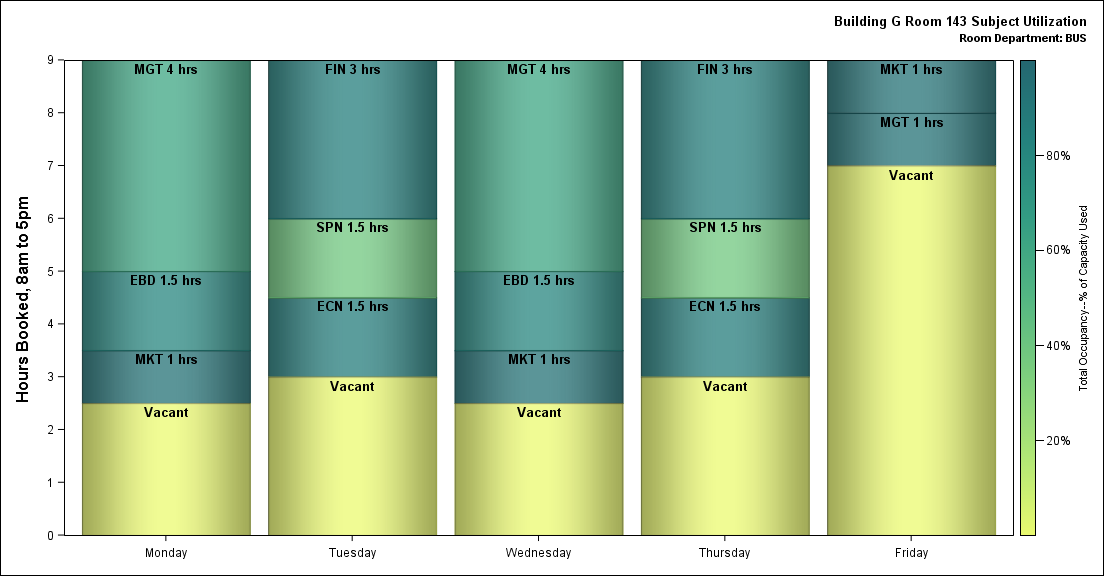 Building G Room 143 Subject Utilization
Room Department: BUS
Hours Booked, 8am to 5pm
9
8
7
6
5
4
3
2
1
0
MGT 4 hrs
EBD 1.5 hrs
MKT 1 hrs
Vacant
FIN 3 hrs
SPN 1.5 hrs
ECN 1.5 hrs
Vacant
MGT 4 hrs
EBD 1.5 hrs
MKT 1 hrs
Vacant
FIN 3 hrs
SPN 1.5 hrs
ECN 1.5 hrs
Vacant
MKT 1 hrs
MGT 1 hrs
Vacant
Monday
Tuesday
Wednesday
Thursday
Friday
80%
60%
40%
20%
Total Occupancy--% of Capacity Used